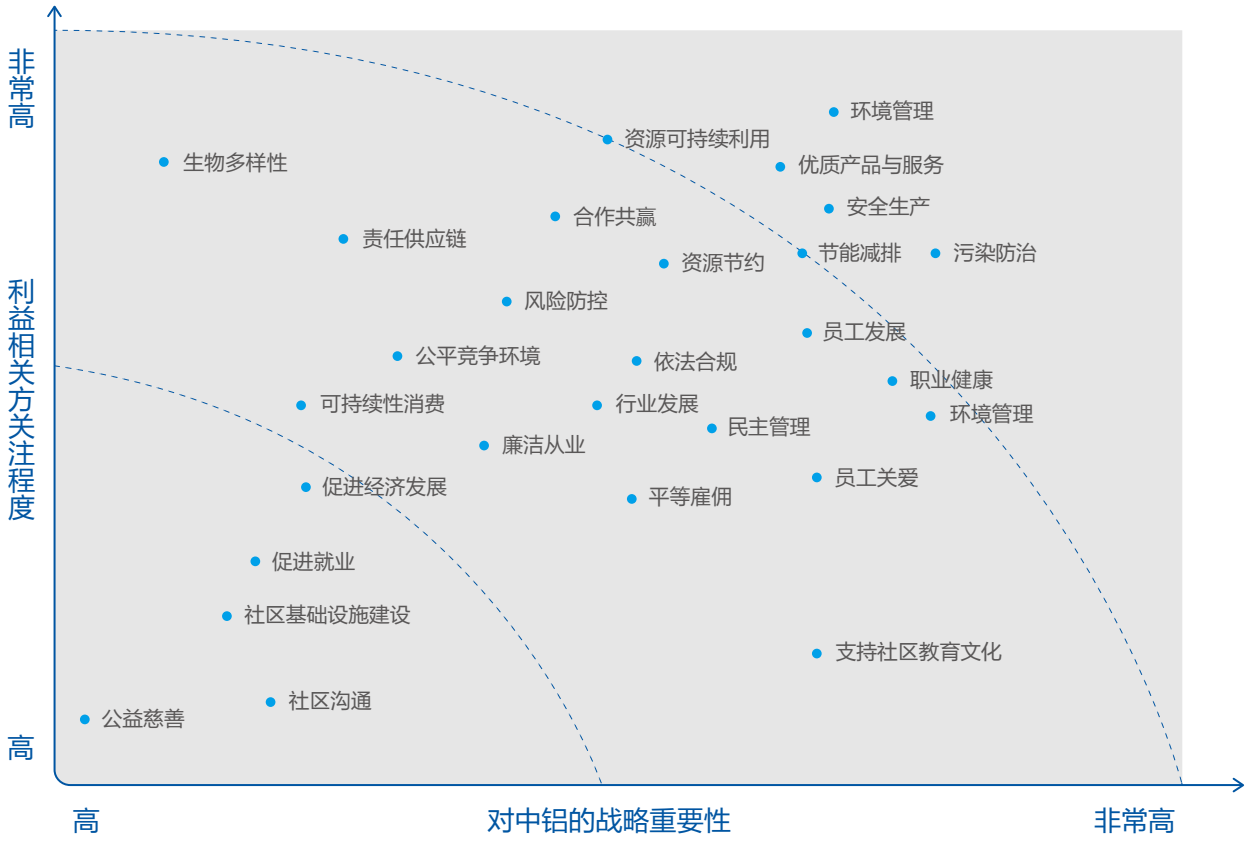 非常高
环境管理
资源可持续利用
生物多样性
优质产品与服务
安全生产
合作共赢
责任供应链
节能减排
污染防治
资源节约
风险防控
员工发展
公平竞争环境
依法合规
职业健康
可持续性消费
行业发展
环境管理
民主管理
廉洁从业
利益相关方关注程度
员工关爱
促进经济发展
平等雇佣
促进就业
社区基础设施建设
支持社区教育文化
社区沟通
公益慈善
高
高
对中铝的战略重要性
非常高